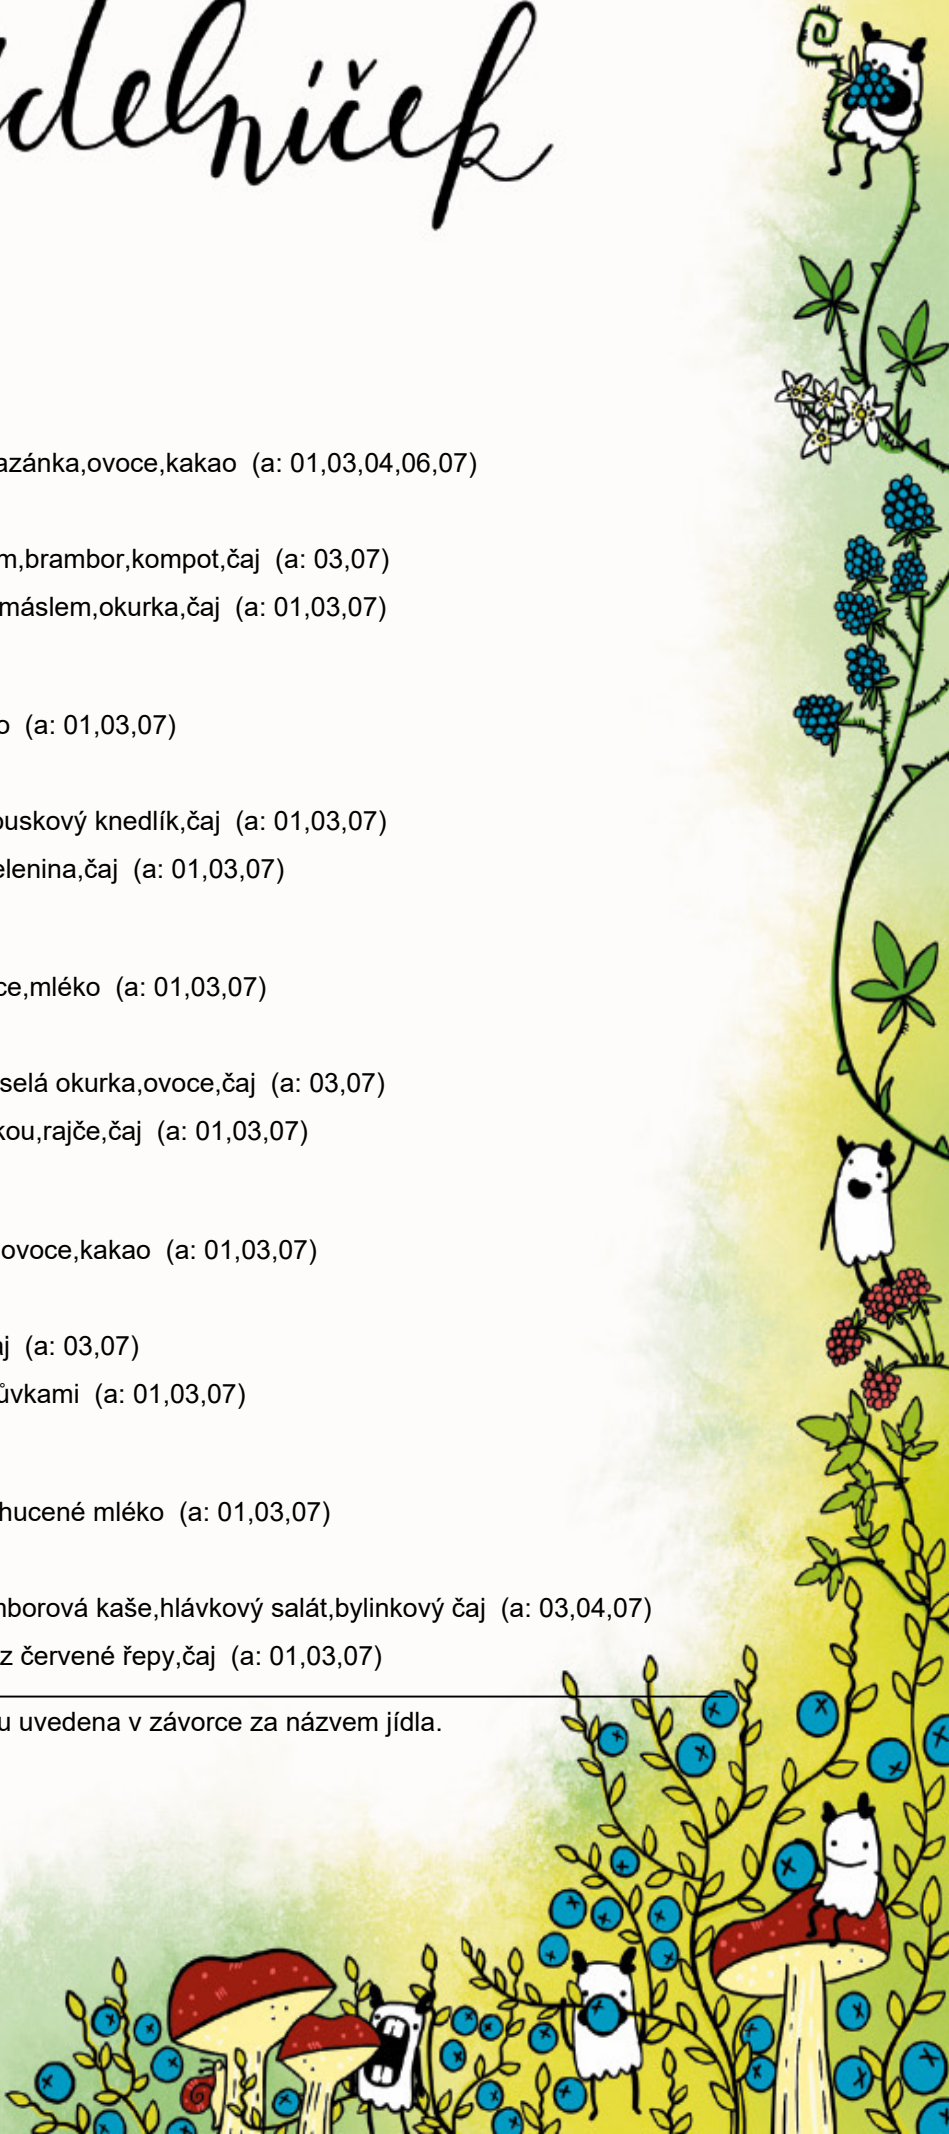 delníček
azánka,ovoce,kakao (a: 01,03,04,06,07)
m,brambor,kompot,čaj (a: 03,07)
máslem,okurka,čaj (a: 01,03,07)
o (a: 01,03,07)
ouskový knedlík,čaj (a: 01,03,07)
elenina,čaj (a: 01,03,07)
ce,mléko (a: 01,03,07)
selá okurka,ovoce,čaj (a: 03,07)
kou,rajče,čaj (a: 01,03,07)
ovoce,kakao (a: 01,03,07)
aj (a: 03,07)
ůvkami (a: 01,03,07)
hucené mléko (a: 01,03,07)
mborová kaše,hlávkový salát,bylinkový čaj (a: 03,04,07)
z červené řepy,čaj (a: 01,03,07)
u uvedena v závorce za názvem jídla.